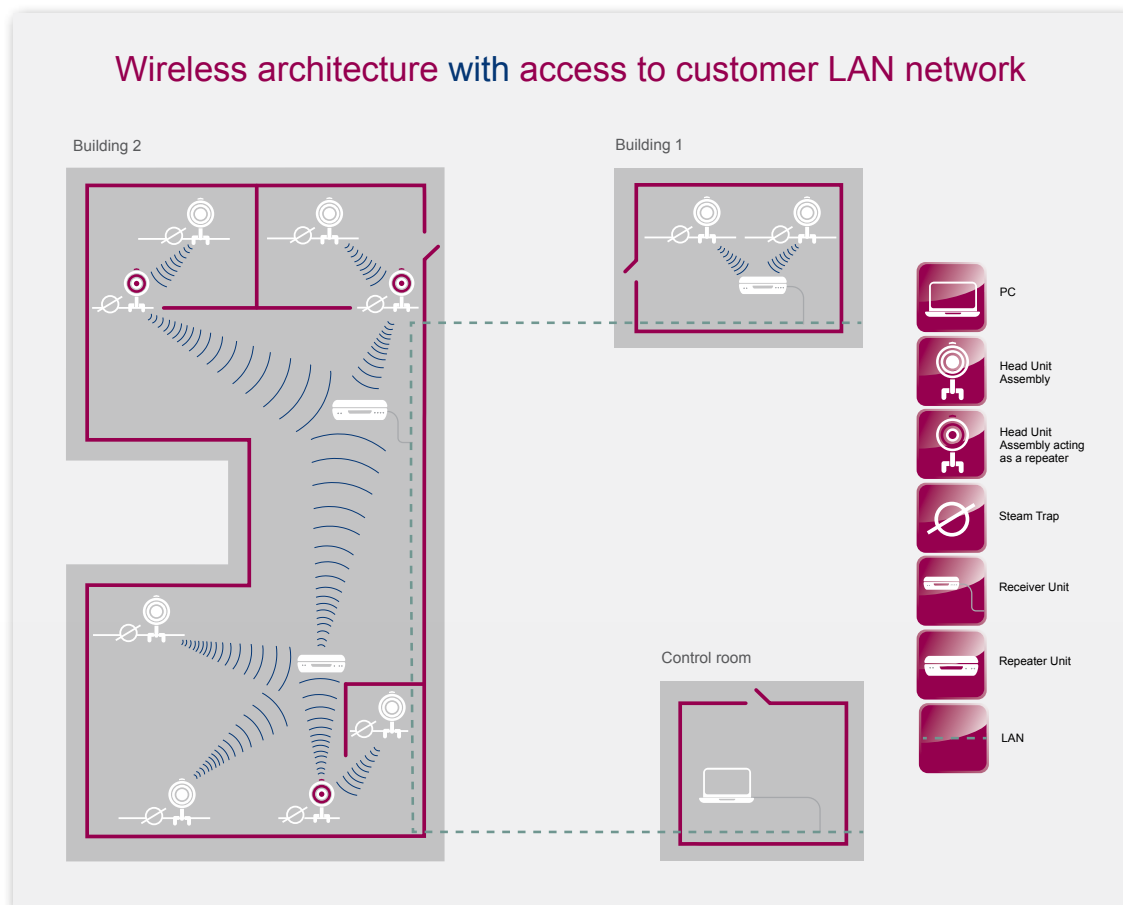 Wireless architecture with access to customer LAN network
Building 2
Building 1
PC
Head Unit
Assembly
Head Unit
Assembly acting
as a repeater
Steam Trap
Receiver Unit
Control room
Repeater Unit
LAN